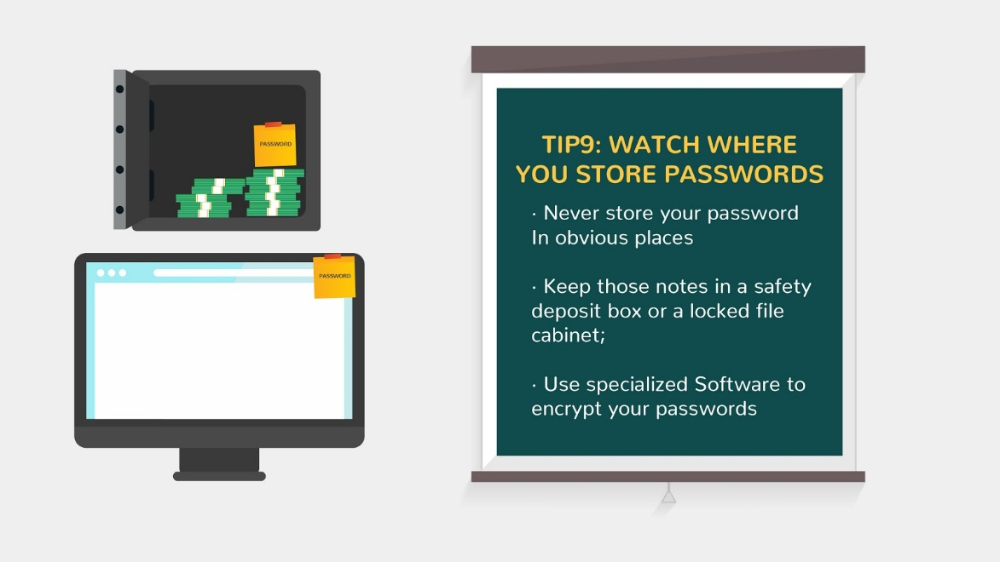 PASSWORD
PASSWORD
TIP9: WATCH WHERE
YOU STORE PASSWORDS
· Never store your password
In obvious places
· Keep those notes in a safety
deposit box or a locked file
cabinet;
· Use specialized Software to
encrypt your passwords